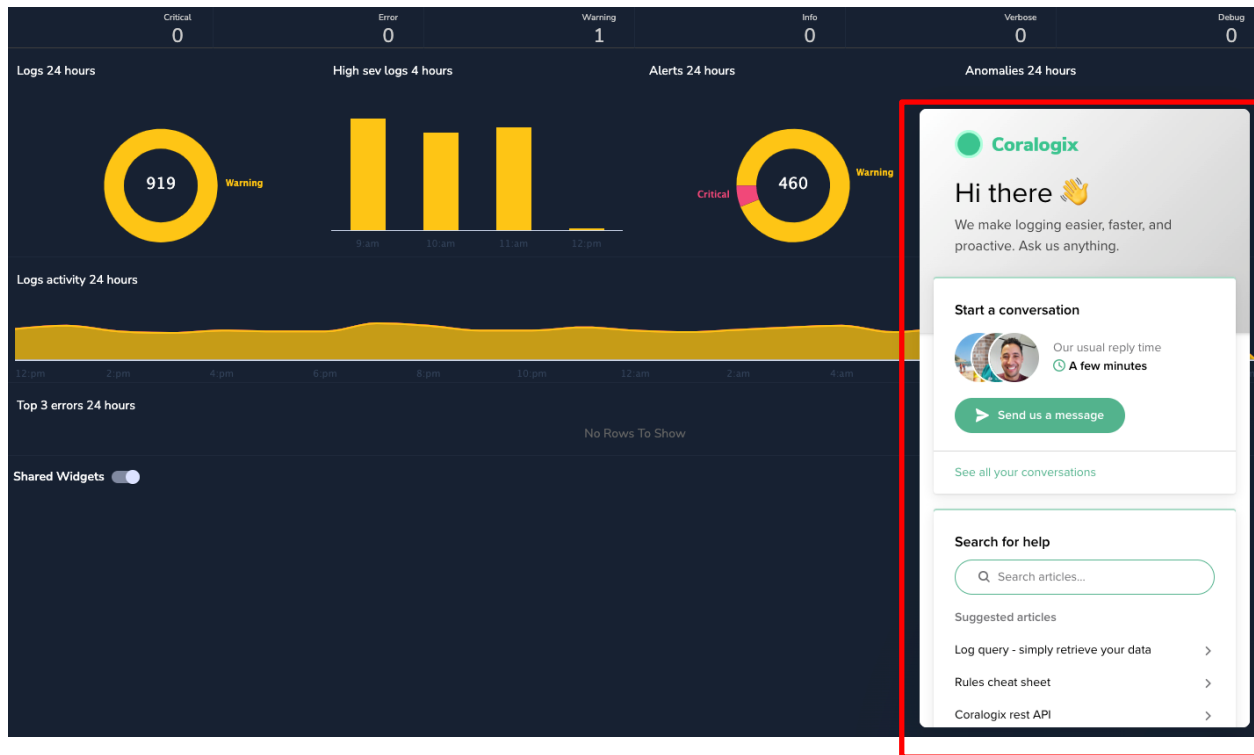 Critical
0
Error
0
Warning
1
Info
0
Verbose
0
Debug
0
Logs 24 hours
High sev logs 4 hours
Alerts 24 hours
Anomalies 24 hours
919
Warning
9:am
10:am
11:am
12:pm
Critical
460
Warning
Logs activity 24 hours
12:pm
2:pm
4:pm
6:pm
8:pm
10:pm
12:am
2:am
4:am
Top 3 errors 24 hours
No Rows To Show
Shared Widgets
Coralogix
Hi there 👋
We make logging easier, faster, and
proactive. Ask us anything.
Start a conversation
Our usual reply time
A few minutes
Send us a message
See all your conversations
Search for help
Search articles...
Suggested articles
Log query - simply retrieve your data
Rules cheat sheet
Coralogix rest API